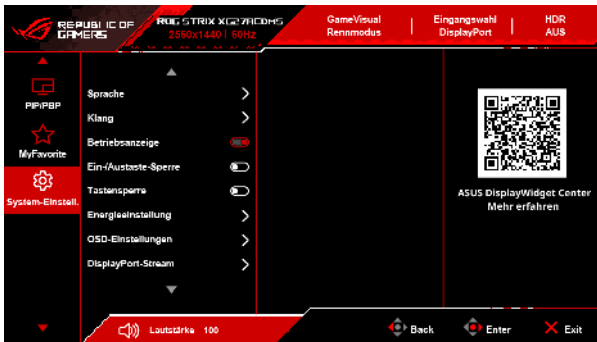 REPUBLIC OF
GAMERS
ROG STRIX XG27ACDMS
2560x1440 | 60Hz
GameVisual
Rennmodus
Eingangswahl
DisplayPort
HDR
AUS
PIP/PBP
MyFavorite
System-Einstell.
Sprache
Klang
Betriebsanzeige
Ein-/Austaste-Sperre
Tastensperre
Energieeinstellung
OSD-Einstellungen
DisplayPort-Stream
ASUS DisplayWidget Center
Mehr erfahren
Lautstärke 100
Back
Enter
Exit